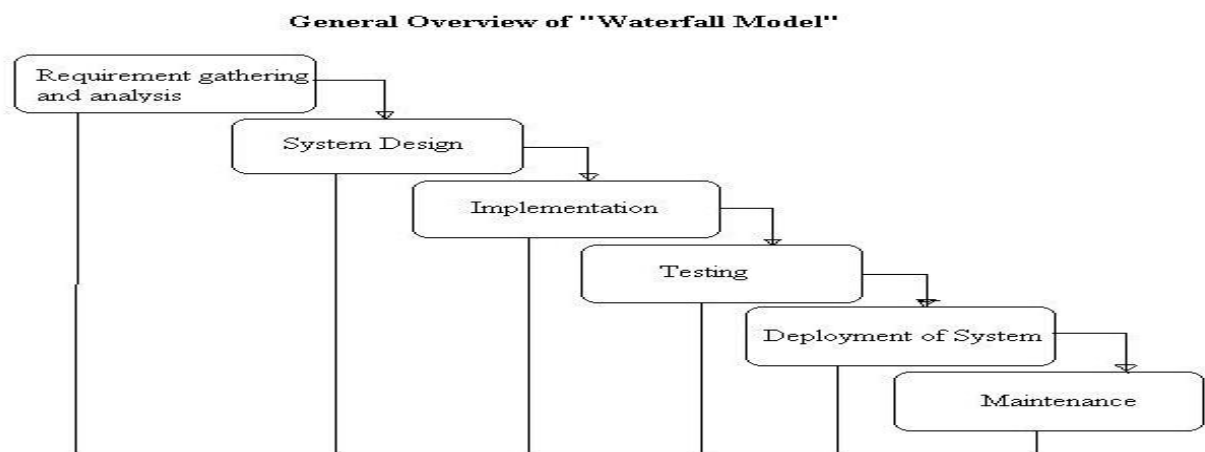 General Overview of "Waterfall Model"
Requirement gathering
and analysis
System Design
Implementation
Testing
Deployment of System
Maintenance